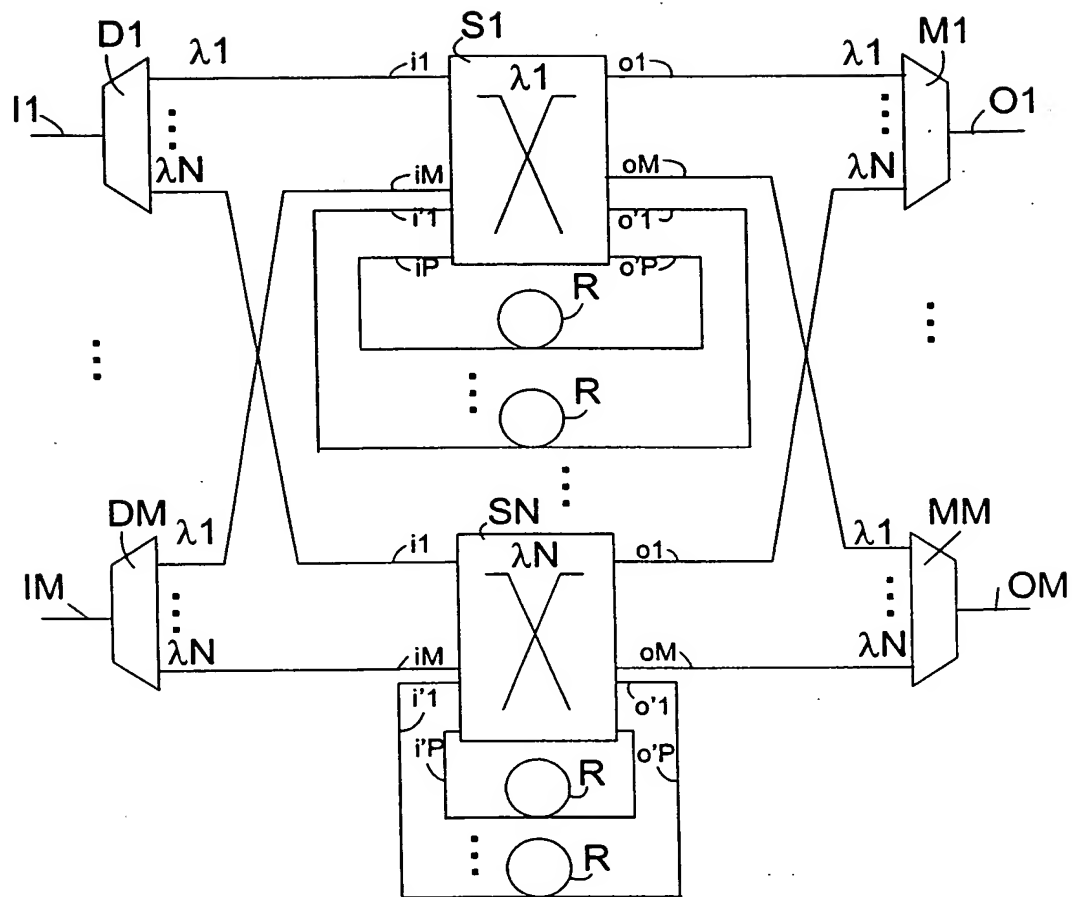 S1
D1
λ1
i1
λ1
o1
λ1
M1
I1
O1
λN
iM
oM
λN
i'1
o'1
iP
o'P
R
R
DM
λ1
SN
i1
λN
o1
λ1
MM
IM
OM
λN
iM
oM
λN
i'1
o'1
i'P
o'P
R
R